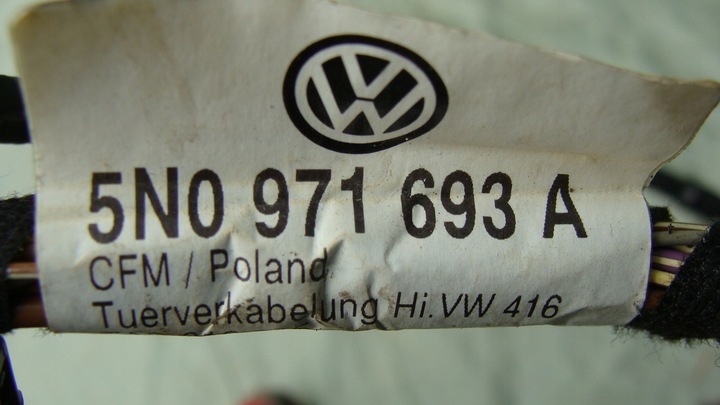 5N0 971 693 A
CFM / Poland
Tuerverkabelung Hi. VW 416